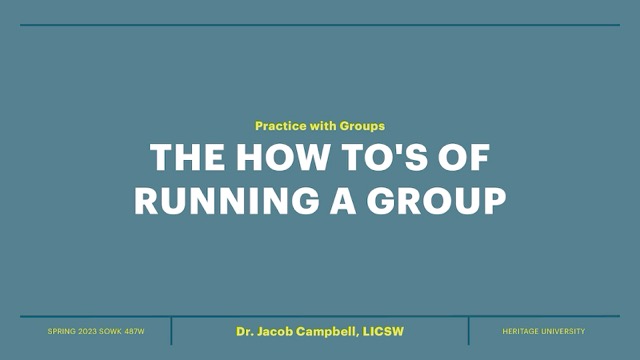 Practice with Groups
THE HOW TO'S OF
RUNNING A GROUP
SPRING 2023 SOWK 487W
Dr. Jacob Campbell, LICSW
HERITAGE UNIVERSITY